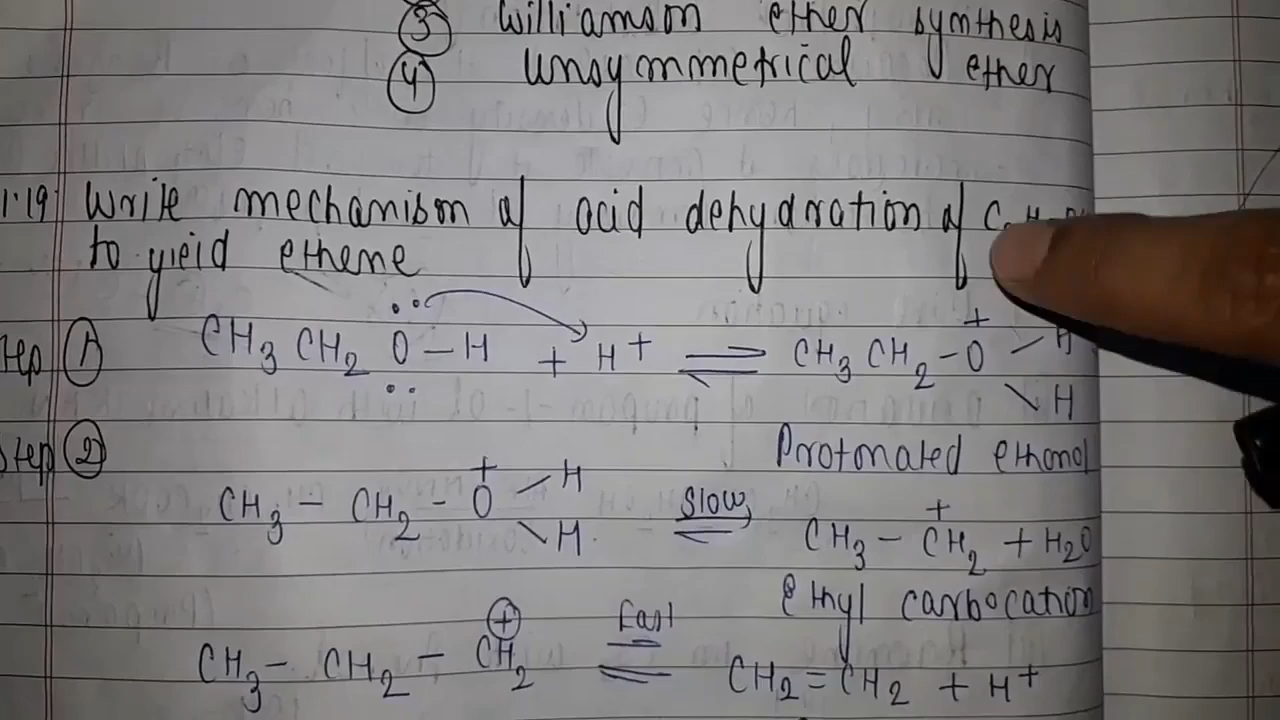 ③ Williamson ether synthesis
④ Unsymmetrical ether
1.19 Write mechanism of acid dehydration of
to yield ethene
Step ① CH3 CH2 O – H + H+ ⇌ CH3 CH2 – O+ H H
Protonated ethanol
Step ②
CH3 – CH2 – O+ H H Slow ⇌ CH3 – C+H2 + H2O
Ethyl carbocation
CH3 – CH2 – CH2 ⊕ Fast ⇌ CH2 = CH2 + H+